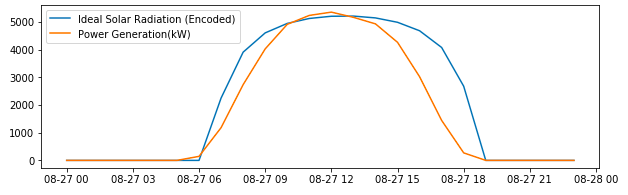 Ideal Solar Radiation (Encoded)
Power Generation(kW)
5000
4000
3000
2000
1000
0
08-27 00 08-27 03 08-27 06 08-27 09 08-27 12 08-27 15 08-27 18 08-27 21 08-28 00